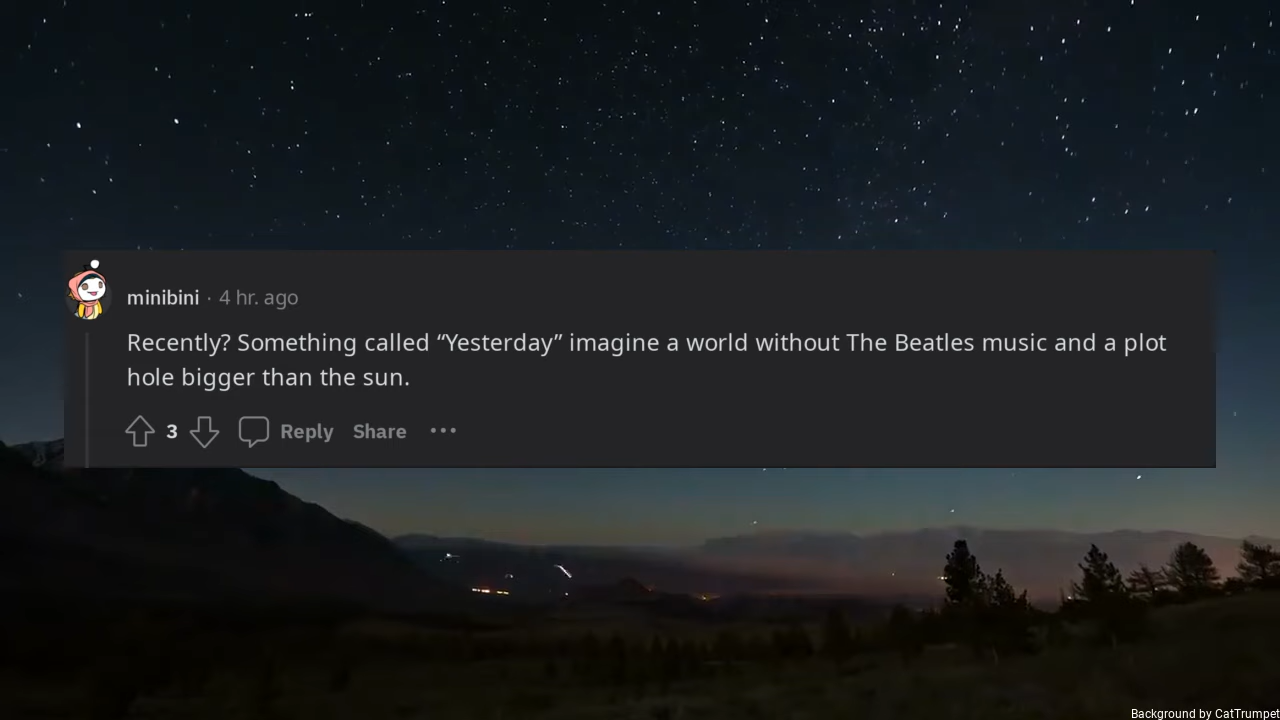 minibini · 4 hr. ago
Recently? Something called “Yesterday” imagine a world without The Beatles music and a plot
hole bigger than the sun.
3 Reply Share ···
Background by CatTrumpet